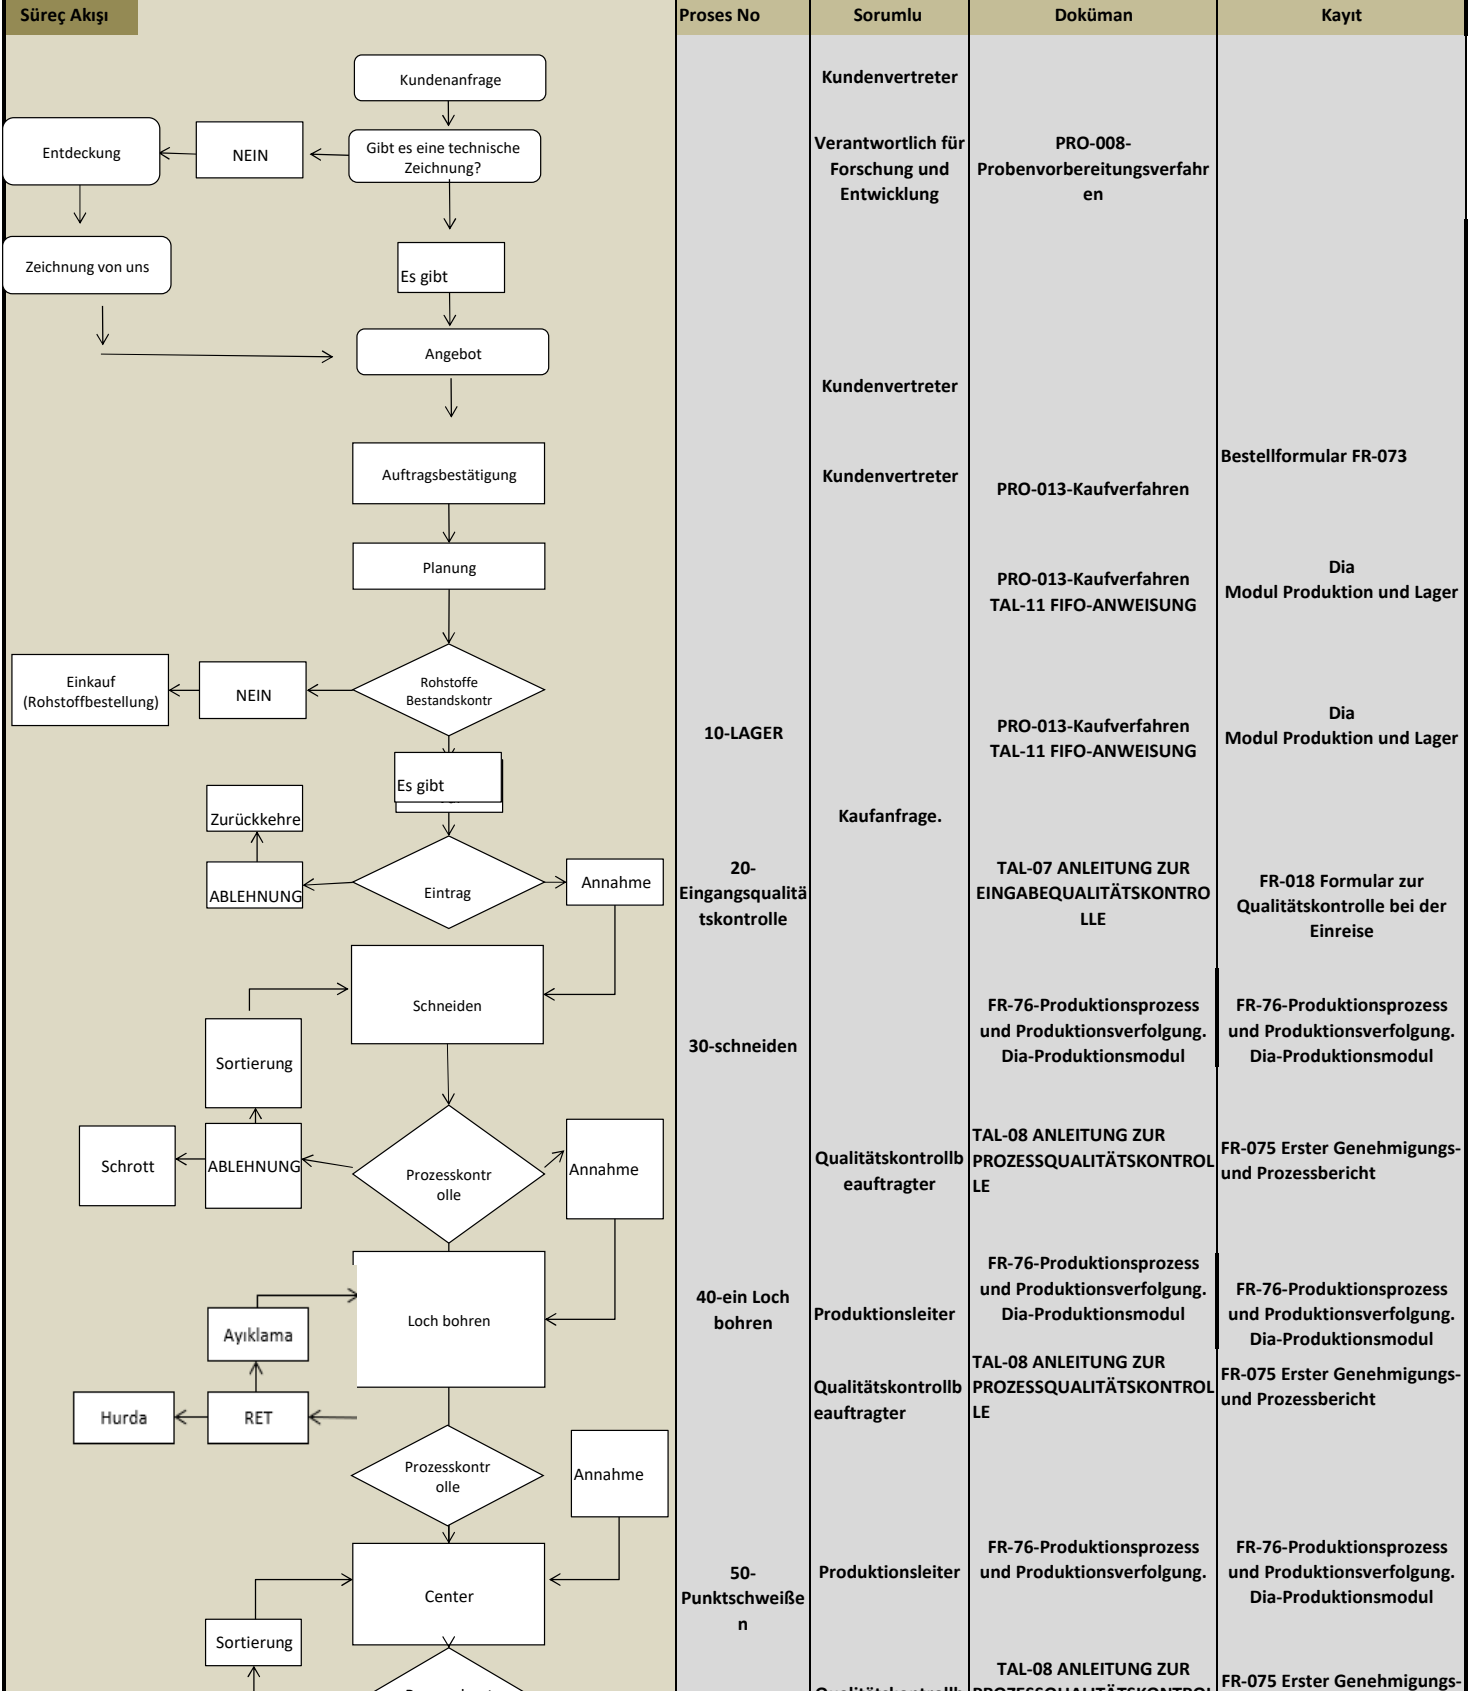 Süreç Akışı
Proses No
Sorumlu
Doküman
Kayıt
Kundenanfrage
Kundenvertreter
Entdeckung
NEIN
Gibt es eine technische
Zeichnung?
Verantwortlich für
Forschung und
Entwicklung
PRO-008-
Probenvorbereitungsverfahr
en
Zeichnung von uns
Es gibt
Angebot
Kundenvertreter
Auftragsbestätigung
Kundenvertreter
PRO-013-Kaufverfahren
Bestellformular FR-073
Planung
PRO-013-Kaufverfahren
TAL-11 FIFO-ANWEISUNG
Dia
Modul Produktion und Lager
Einkauf
(Rohstoffbestellung)
NEIN
Rohstoffe
Bestandskontr
10-LAGER
PRO-013-Kaufverfahren
TAL-11 FIFO-ANWEISUNG
Dia
Modul Produktion und Lager
Es gibt
Zurückkehre
Kaufanfrage.
ABLEHNUNG
Eintrag
Annahme
20-
Eingangsqualitä
tskontrolle
TAL-07 ANLEITUNG ZUR
EINGABEQUALITÄTSKONTRO
LLE
FR-018 Formular zur
Qualitätskontrolle bei der
Einreise
Schneiden
Sortierung
30-schneiden
FR-76-Produktionsprozess
und Produktionsverfolgung.
Dia-Produktionsmodul
FR-76-Produktionsprozess
und Produktionsverfolgung.
Dia-Produktionsmodul
Schrott
ABLEHNUNG
Prozesskontr
olle
Annahme
Qualitätskontrollb
eauftragter
TAL-08 ANLEITUNG ZUR
PROZESSQUALITÄTSKONTROL
LE
FR-075 Erster Genehmigungs-
und Prozessbericht
Loch bohren
Ayıklama
40-ein Loch
bohren
Produktionsleiter
FR-76-Produktionsprozess
und Produktionsverfolgung.
Dia-Produktionsmodul
FR-76-Produktionsprozess
und Produktionsverfolgung.
Dia-Produktionsmodul
Hurda
RET
Qualitätskontrollb
eauftragter
TAL-08 ANLEITUNG ZUR
PROZESSQUALITÄTSKONTROL
LE
FR-075 Erster Genehmigungs-
und Prozessbericht
Prozesskontr
olle
Annahme
Center
Sortierung
50-
Punktschweiße
n
Produktionsleiter
FR-76-Produktionsprozess
und Produktionsverfolgung.
FR-76-Produktionsprozess
und Produktionsverfolgung.
Dia-Produktionsmodul
TAL-08 ANLEITUNG ZUR
FR-075 Erster Genehmigungs-